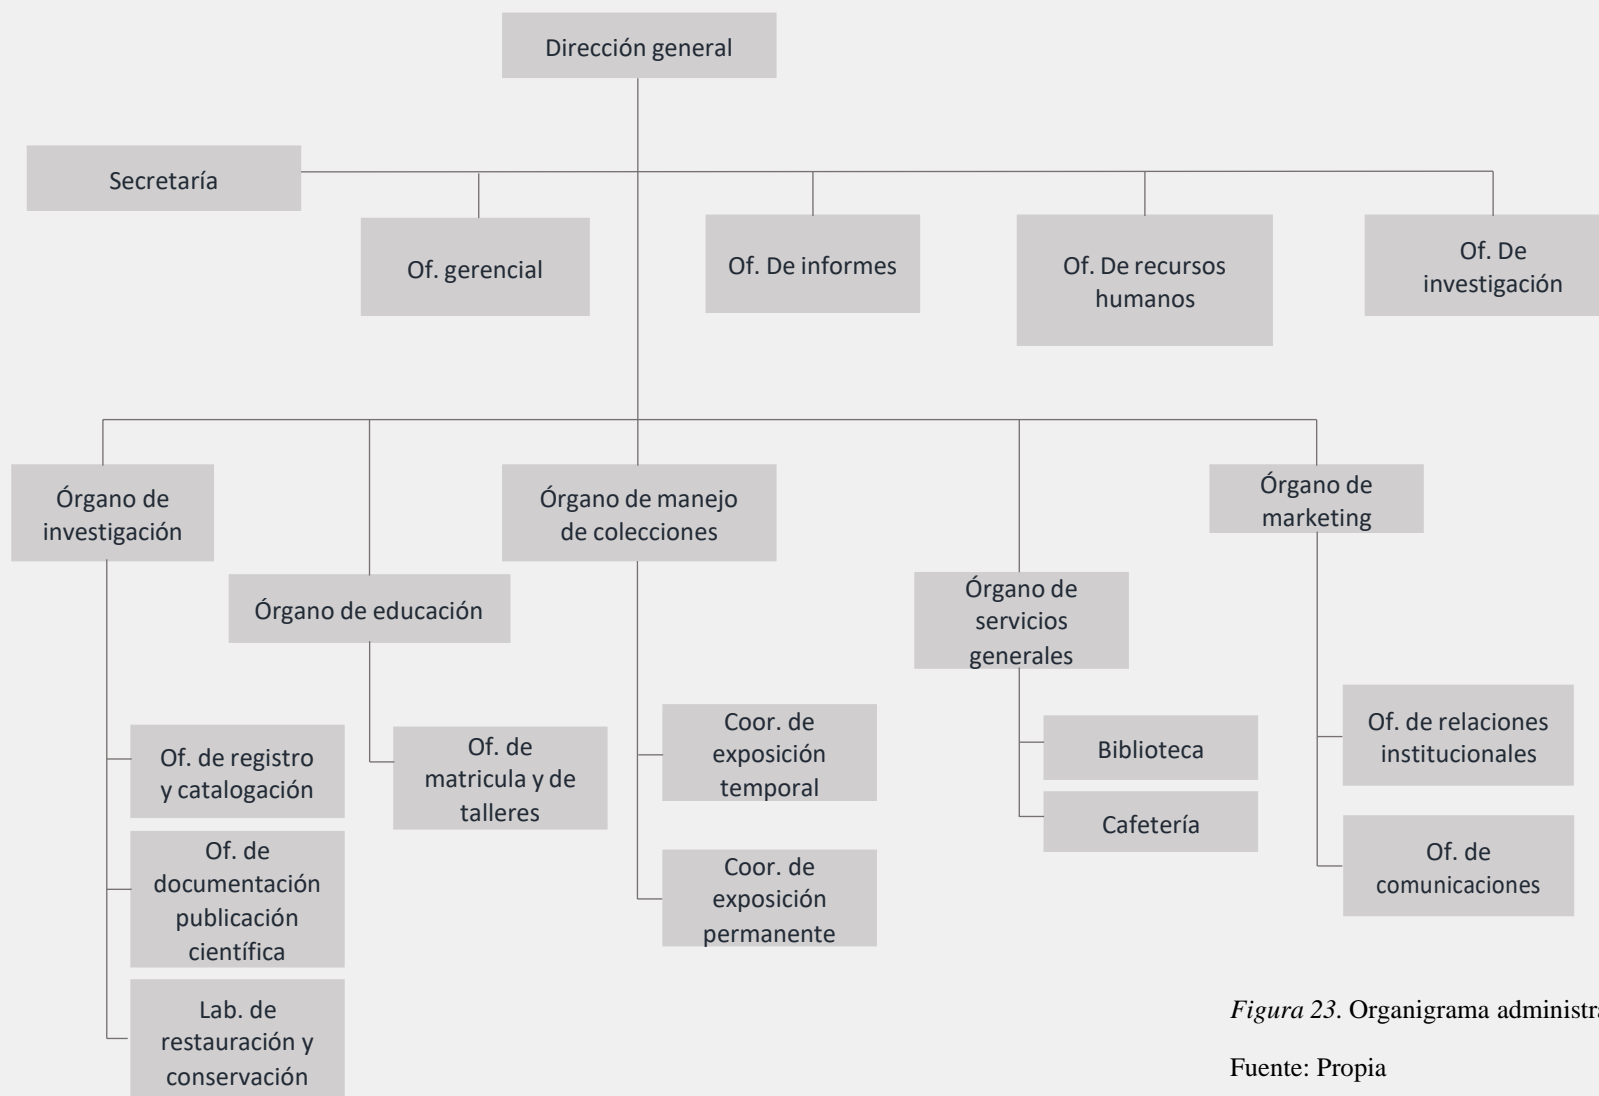 Dirección general
Secretaría
Of. gerencial
Of. De informes
Of. De recursos
humanos
Of. De
investigación
Órgano de
investigación
Órgano de educación
Órgano de manejo
de colecciones
Órgano de
servicios
generales
Órgano de
marketing
Of. de registro
y catalogación
Of. de
documentación
publicación
científica
Lab. de
restauración y
conservación
Of. de
matricula y de
talleres
Coor. de
exposición
temporal
Coor. de
exposición
permanente
Biblioteca
Cafetería
Of. de relaciones
institucionales
Of. de
comunicaciones
Figura 23. Organigrama
Fuente: Propia